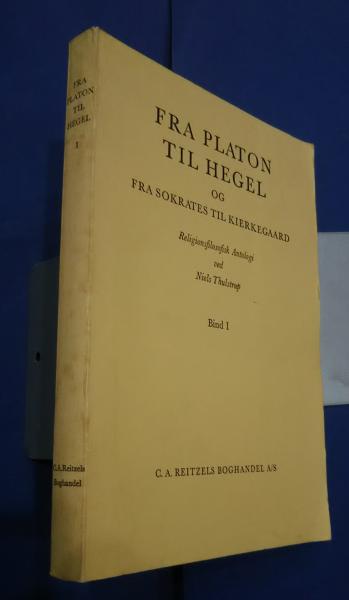 FRA
PLATON
TIL
HEGEL
I
C.A.Reitzels
Boghandel
FRA PLATON
TIL HEGEL
OG
FRA SOKRATES TIL KIERKEGAARD
Religionsfilosofisk Antologi
ved
Niels Thulstrup
Bind I
C. A. REITZELS BOGHANDEL A/S